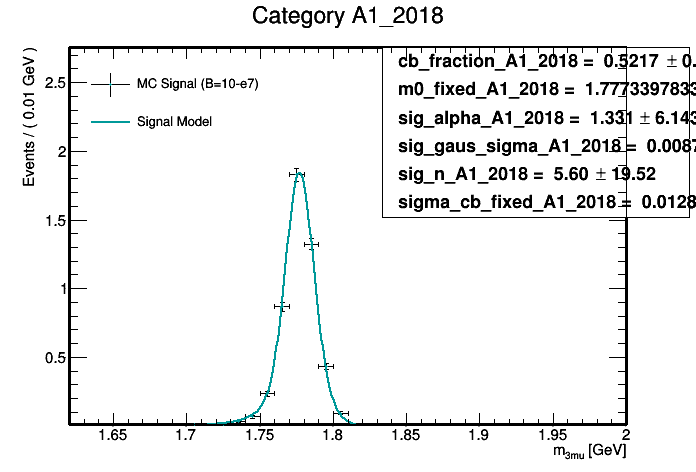 Category A1_2018
Events / ( 0.01 GeV )
MC Signal (B=10-e7)
Signal Model
cb_fraction_A1_2018 = 0.5217 ± 0.
m0_fixed_A1_2018 = 1.7773397833
sig_alpha_A1_2018 = 1.331 ± 6.143
sig_gaus_sigma_A1_2018 = 0.0087
sig_n_A1_2018 = 5.60 ± 19.52
sigma_cb_fixed_A1_2018 = 0.0128
2.5
2
1.5
1
0.5
1.65 1.7 1.75 1.8 1.85 1.9 1.95 2
m3mu [GeV]